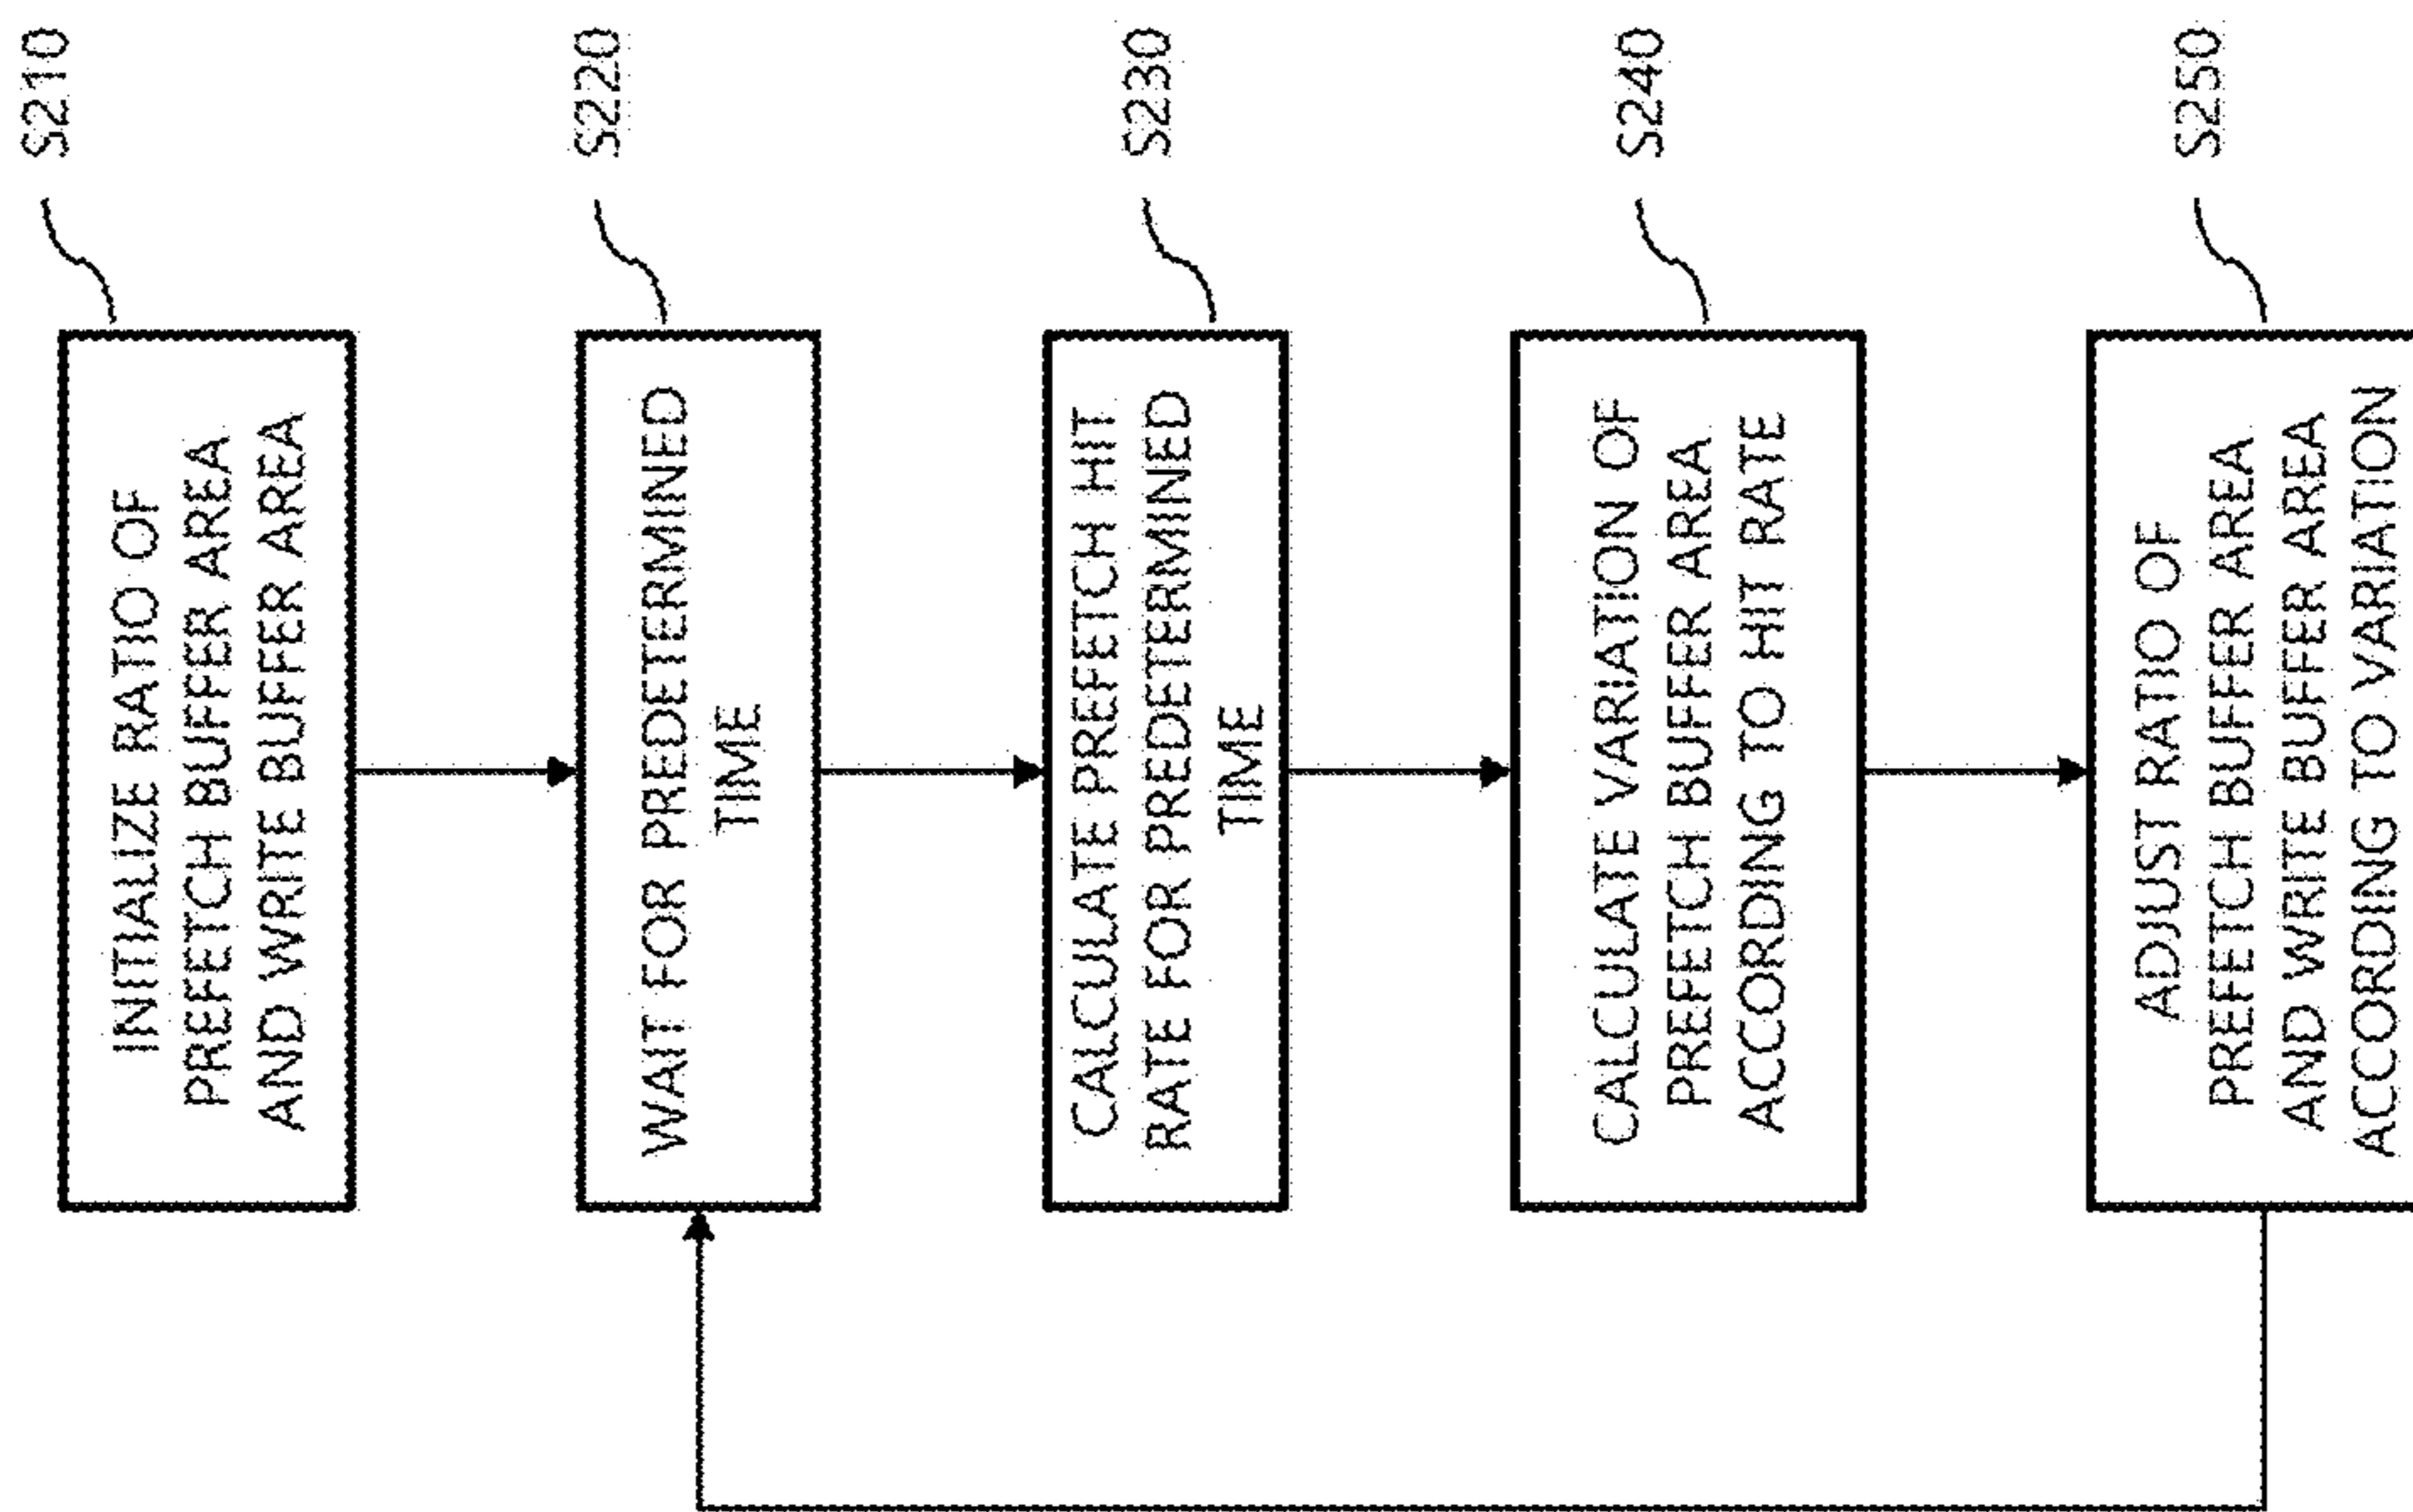 INITIALIZE RATIO OF
PREFETCH BUFFER AREA
AND WRITE BUFFER AREA
S210
WAIT FOR PREDETERMINED
TIME
S220
CALCULATE PREFETCH HIT
RATE FOR PREDETERMINED
TIME
S230
CALCULATE VARIATION OF
PREFETCH BUFFER AREA
ACCORDING TO HIT RATE
S240
ADJUST RATIO OF
PREFETCH BUFFER AREA
AND WRITE BUFFER AREA
ACCORDING TO VARIATION
S250